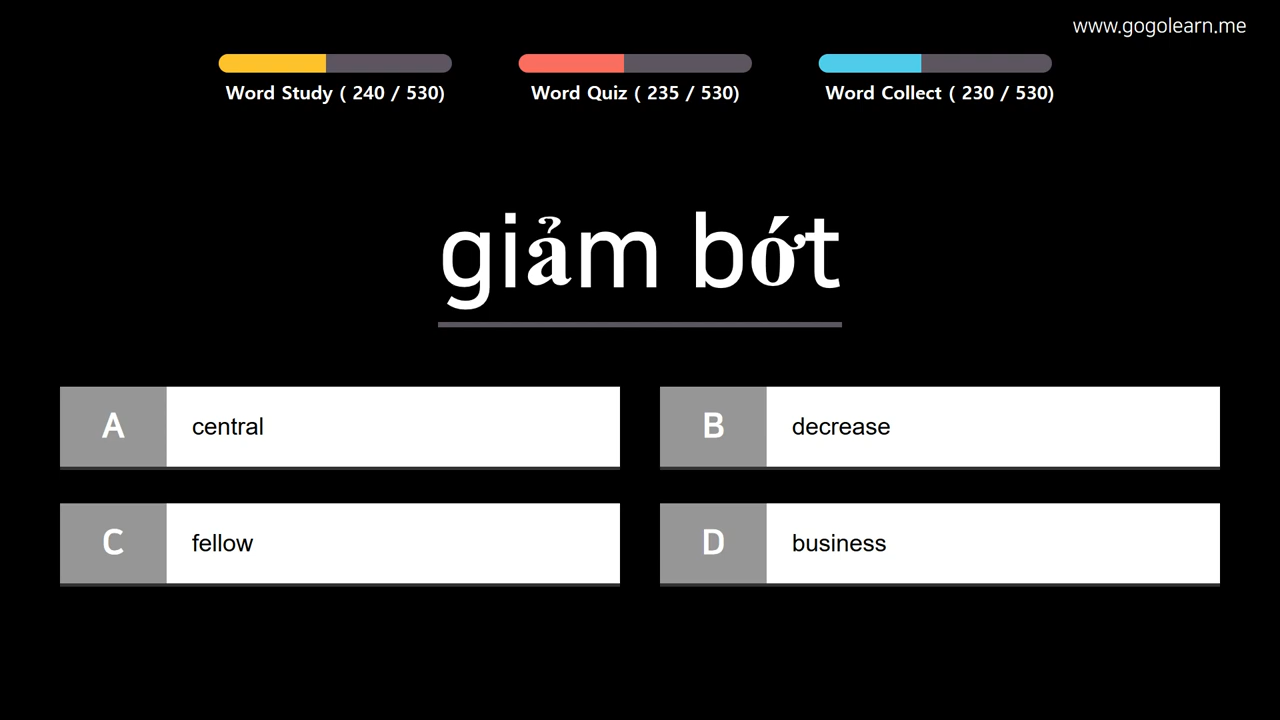 www.gogolearn.me
Word Study ( 240 / 530)
Word Quiz ( 235 / 530)
Word Collect ( 230 / 530)
giảm bớt
A central
B decrease
C fellow
D business